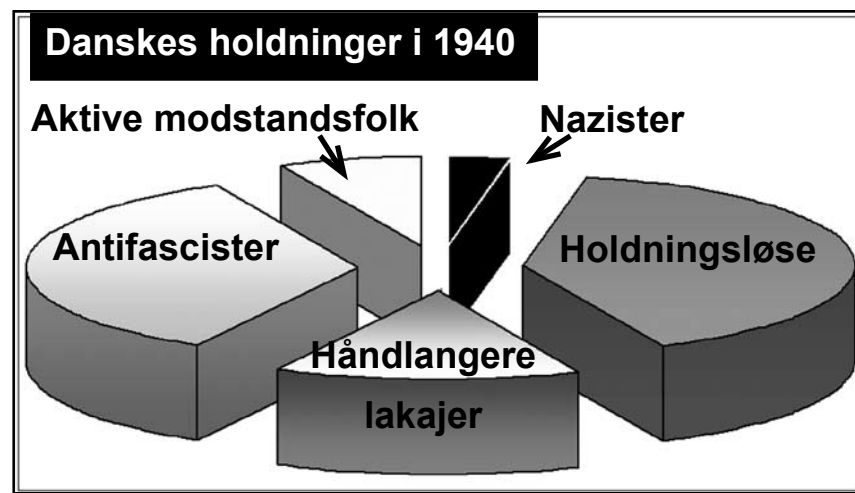 Danskes holdninger i 1940
Aktive modstandsfolk
Nazister
Antifascister
Holdningsløse
Håndlangere
lakajer